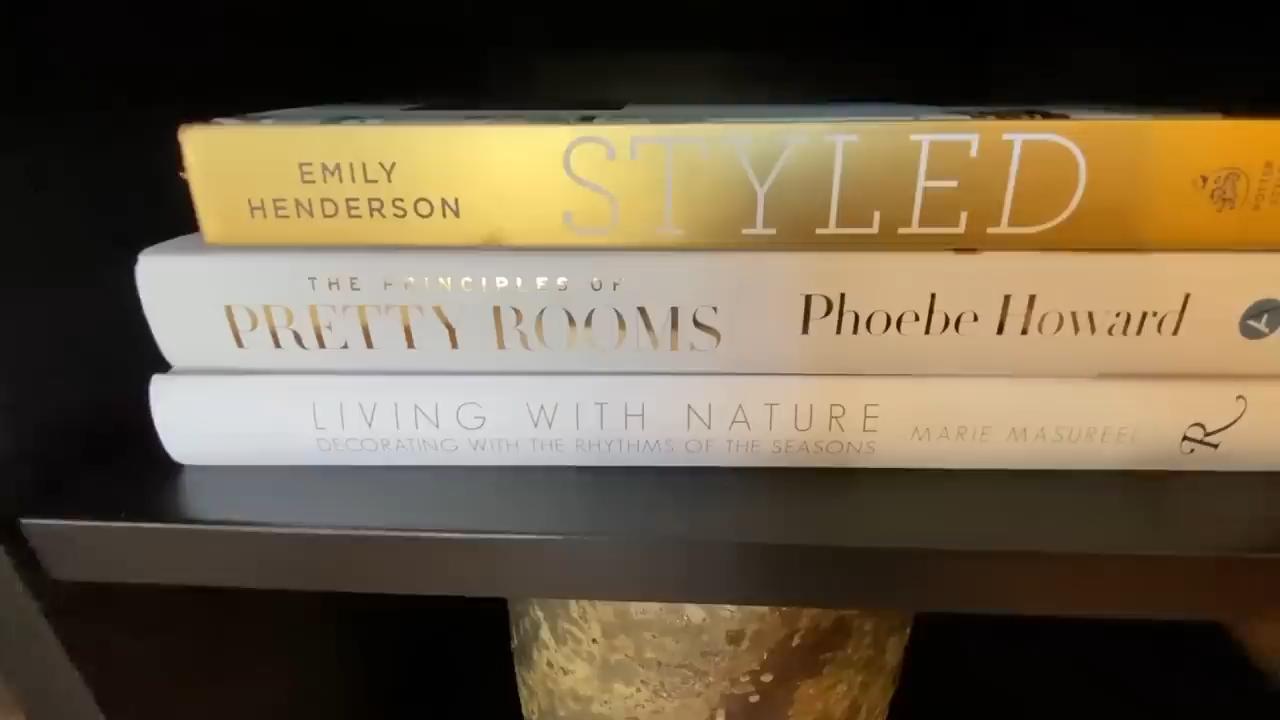 EMILY
HENDERSON
STYLED
POTTER
THE PRINCIPLES OF
PRETTY ROOMS
Phoebe Howard
LIVING WITH NATURE
DECORATING WITH THE RHYTHMS OF THE SEASONS
MARIE MASUREEL
R